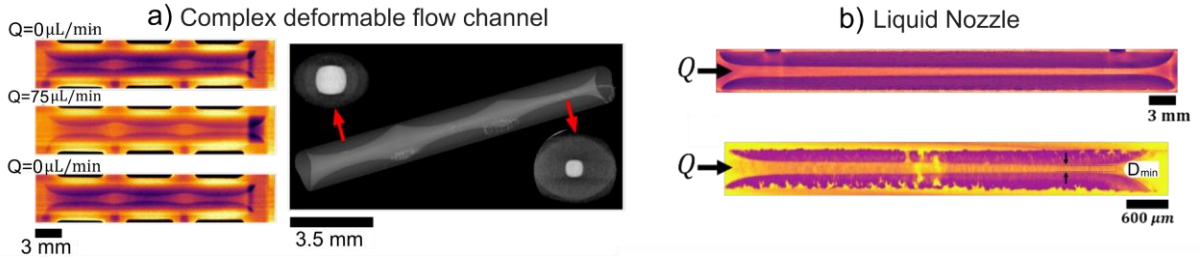 a) Complex deformable flow channel
Q=0μL/min
Q=75μL/min
Q=0μL/min
3 mm
3.5 mm
b) Liquid Nozzle
Q
3 mm
Q
Dmin
600 μm